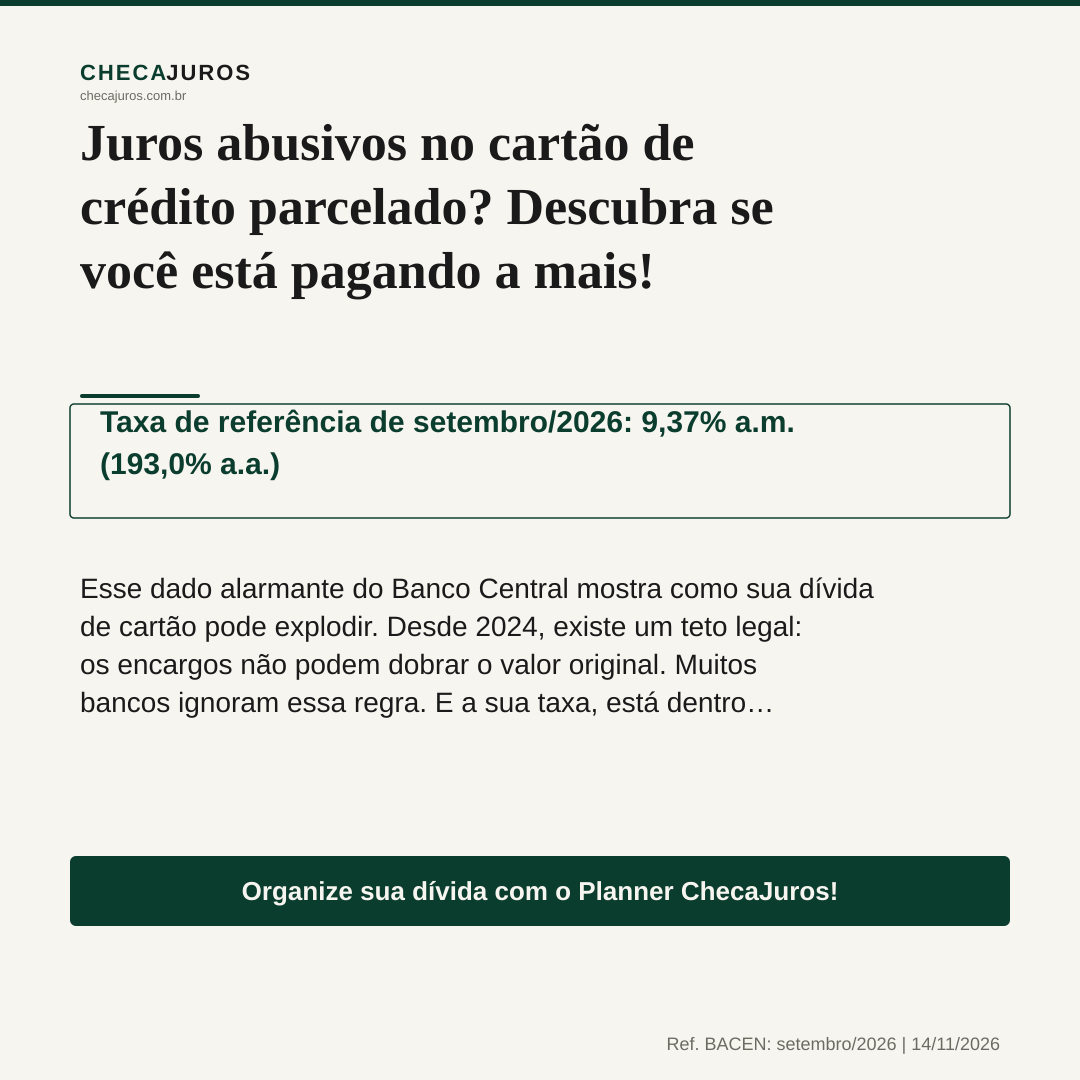 CHECAJUROS
checajuros.com.br
Juros abusivos no cartão de
crédito parcelado? Descubra se
você está pagando a mais!
Taxa de referência de setembro/2026: 9,37% a.m.
(193,0% a.a.)
Esse dado alarmante do Banco Central mostra como sua dívida
de cartão pode explodir. Desde 2024, existe um teto legal:
os encargos não podem dobrar o valor original. Muitos
bancos ignoram essa regra. E a sua taxa, está dentro…
Organize sua dívida com o Planner ChecaJuros!
Ref. BACEN: setembro/2026 | 14/11/2026